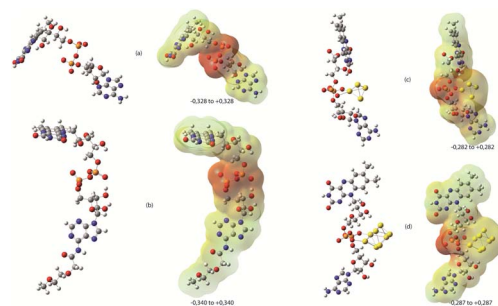 (a)
-0,328 to +0,328
(b)
-0,340 to +0,340
(c)
-0,282 to +0,282
(d)
-0,287 to +0,287